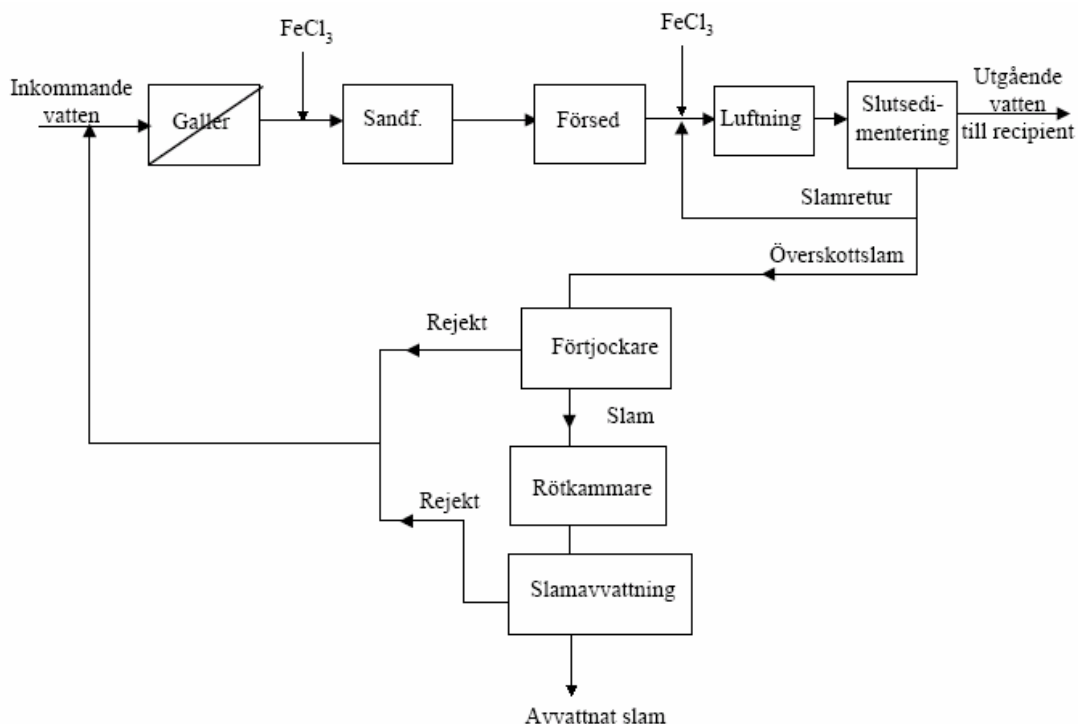 FeCl3
FeCl3
Inkommande
vatten
Galler
Sandf.
Försed
Luftning
Slutsedi-
mentering
Utgående
vatten
till recipient
Slamretur
Överskottslam
Rejekt
Förtjockare
Slam
Rejekt
Rötkammare
Slamavvattning
Avvattnat slam